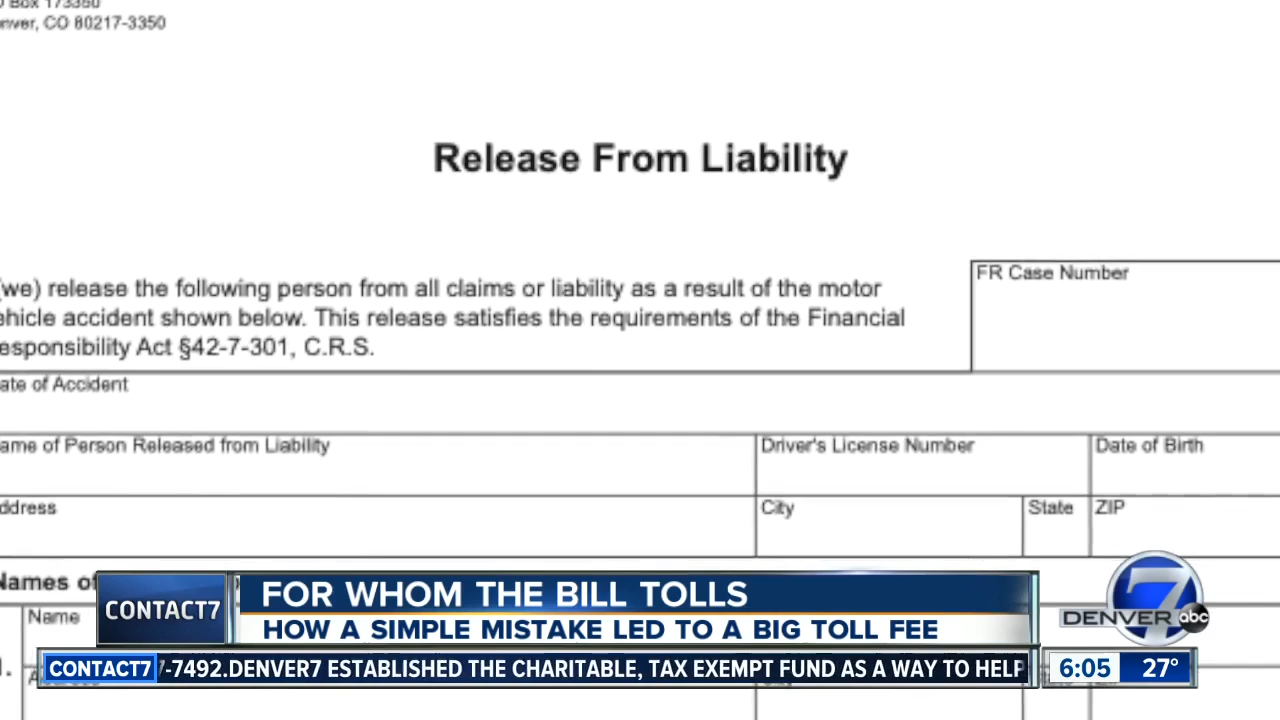 Box 173350
nver, CO 80217-3350
Release From Liability
we) release the following person from all claims or liability as a result of the motor
ehicle accident shown below. This release satisfies the requirements of the Financial
esponsibility Act §42-7-301, C.R.S.
FR Case Number
ate of Accident
ame of Person Released from Liability
Driver's License Number
Date of Birth
ddress
City
State
ZIP
Names of
Name
CONTACT7
FOR WHOM THE BILL TOLLS
HOW A SIMPLE MISTAKE LED TO A BIG TOLL FEE
7
DENVER abc
CONTACT7 7-7492.DENVER7 ESTABLISHED THE CHARITABLE, TAX EXEMPT FUND AS A WAY TO HELP
6:05 27°